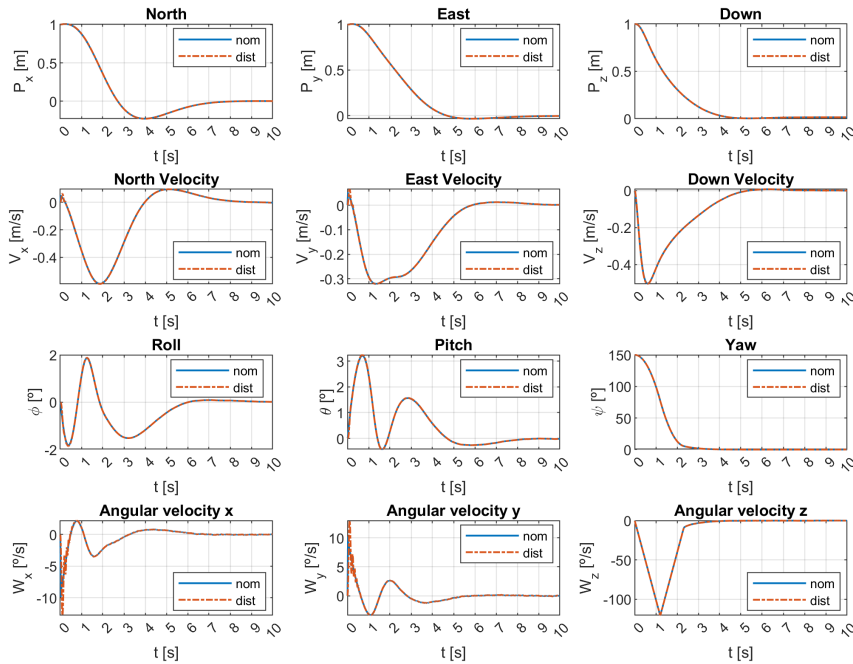 North
P_x [m]
1
0.5
0
nom
dist
0 1 2 3 4 5 6 7 8 9 10
t [s]
East
P_y [m]
1
0.5
0
nom
dist
0 1 2 3 4 5 6 7 8 9 10
t [s]
Down
P_z [m]
1
0.5
0
nom
dist
0 1 2 3 4 5 6 7 8 9 10
t [s]
North Velocity
V_x [m/s]
0
-0.2
-0.4
nom
dist
0 1 2 3 4 5 6 7 8 9 10
t [s]
East Velocity
V_y [m/s]
0
-0.1
-0.2
-0.3
nom
dist
0 1 2 3 4 5 6 7 8 9 10
t [s]
Down Velocity
V_z [m/s]
0
-0.2
-0.4
nom
dist
0 1 2 3 4 5 6 7 8 9 10
t [s]
Roll
ϕ [º]
2
0
-2
nom
dist
0 1 2 3 4 5 6 7 8 9 10
t [s]
Pitch
θ [º]
3
2
1
0
nom
dist
0 1 2 3 4 5 6 7 8 9 10
t [s]
Yaw
ψ [º]
150
100
50
0
nom
dist
0 1 2 3 4 5 6 7 8 9 10
t [s]
Angular velocity x
W_x [º/s]
0
-5
-10
nom
dist
0 1 2 3 4 5 6 7 8 9 10
t [s]
Angular velocity y
W_y [º/s]
10
5
0
nom
dist
0 1 2 3 4 5 6 7 8 9 10
t [s]
Angular velocity z
W_z [º/s]
0
-50
-100
nom
dist
0 1 2 3 4 5 6 7 8 9 10
t [s]